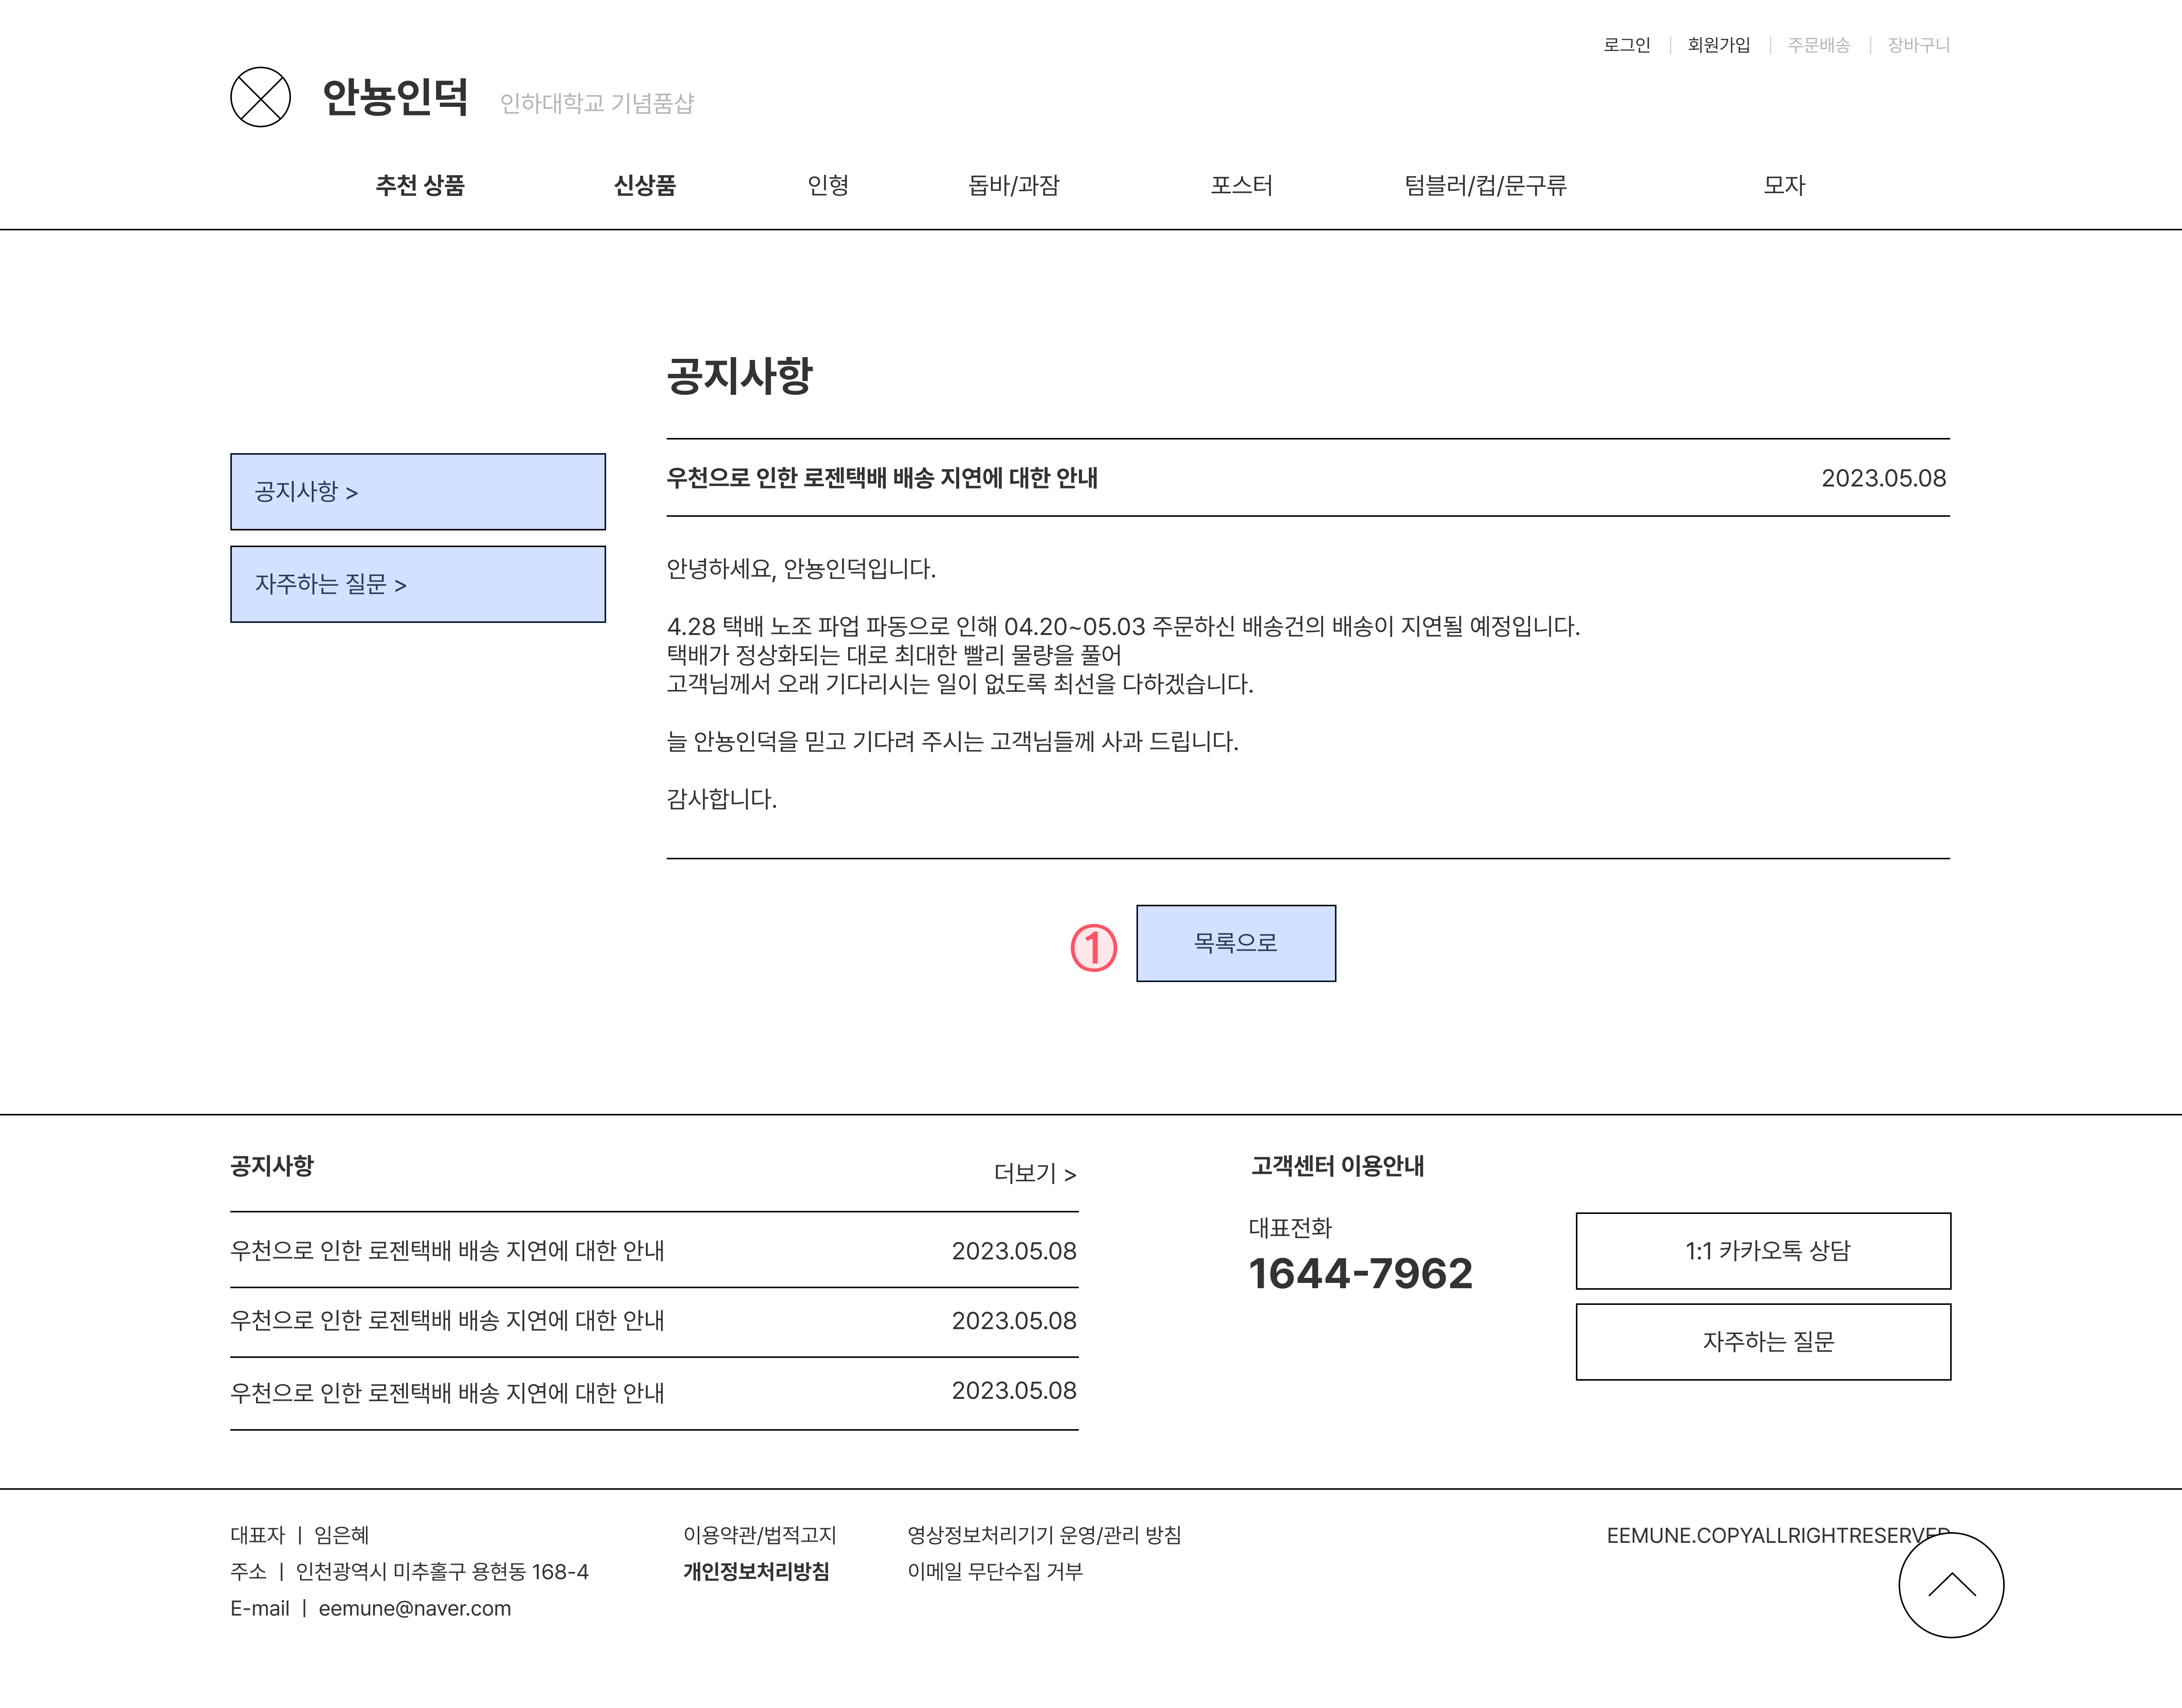 로그인 | 회원가입 | 주문배송 | 장바구니
안뇽인덕 인하대학교 기념품샵
추천 상품 신상품 인형 돕바/과잠 포스터 텀블러/컵/문구류 모자
공지사항
공지사항 >
자주하는 질문 >
우천으로 인한 로젠택배 배송 지연에 대한 안내 2023.05.08
안녕하세요, 안뇽인덕입니다.
4.28 택배 노조 파업 파동으로 인해 04.20~05.03 주문하신 배송건의 배송이 지연될 예정입니다.
택배가 정상화되는 대로 최대한 빨리 물량을 풀어
고객님께서 오래 기다리시는 일이 없도록 최선을 다하겠습니다.
늘 안뇽인덕을 믿고 기다려 주시는 고객님들께 사과 드립니다.
감사합니다.
① 목록으로
공지사항 더보기 >
우천으로 인한 로젠택배 배송 지연에 대한 안내 2023.05.08
우천으로 인한 로젠택배 배송 지연에 대한 안내 2023.05.08
우천으로 인한 로젠택배 배송 지연에 대한 안내 2023.05.08
고객센터 이용안내
대표전화
1644-7962
1:1 카카오톡 상담
자주하는 질문
대표자 | 임은혜
주소 | 인천광역시 미추홀구 용현동 168-4
E-mail | eemune@naver.com
이용약관/법적고지
개인정보처리방침
영상정보처리기기 운영/관리 방침
이메일 무단수집 거부
EEMUNE.COPYALLRIGHTRESERVED